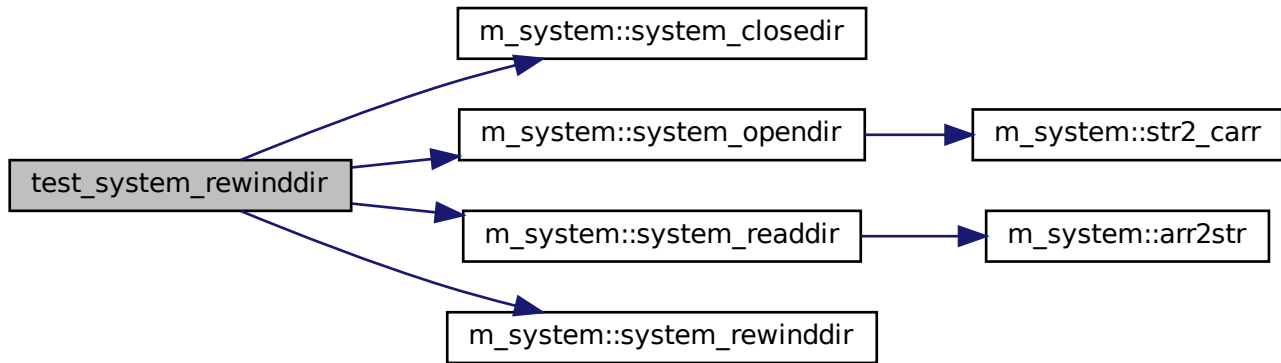 m_system::system_closedir
m_system::system_opendir
m_system::str2_carr
test_system_rewinddir
m_system::system_readdir
m_system::arr2str
m_system::system_rewinddir